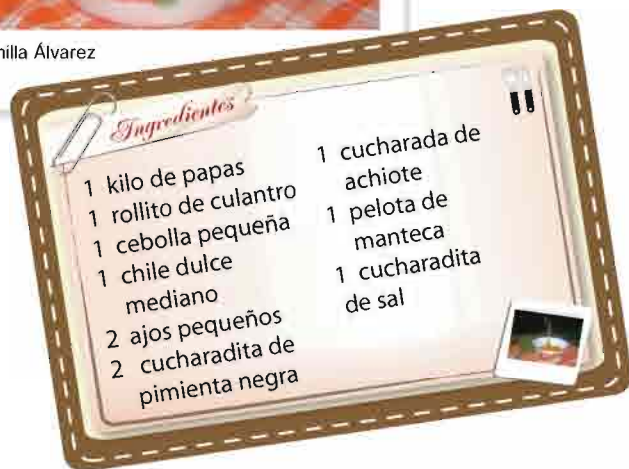 nilla Álvarez
Ingredientes
1 kilo de papas
1 rollito de culantro
1 cebolla pequeña
1 chile dulce
mediano
2 ajos pequeños
2 cucharadita de
pimienta negra
1 cucharada de
achiote
1 pelota de
manteca
1 cucharadita
de sal